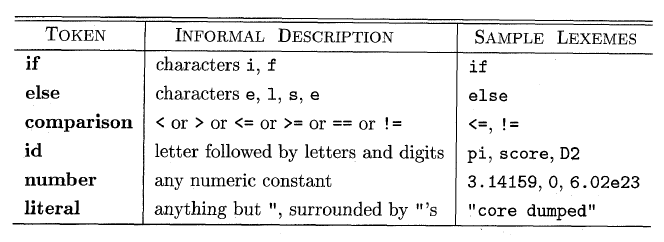 TOKEN INFORMAL DESCRIPTION SAMPLE LEXEMES
if characters i, f if
else characters e, l, s, e else
comparison < or > or <= or >= or == or != <=, !=
id letter followed by letters and digits pi, score, D2
number any numeric constant 3.14159, 0, 6.02e23
literal anything but ", surrounded by "'s "core dumped"